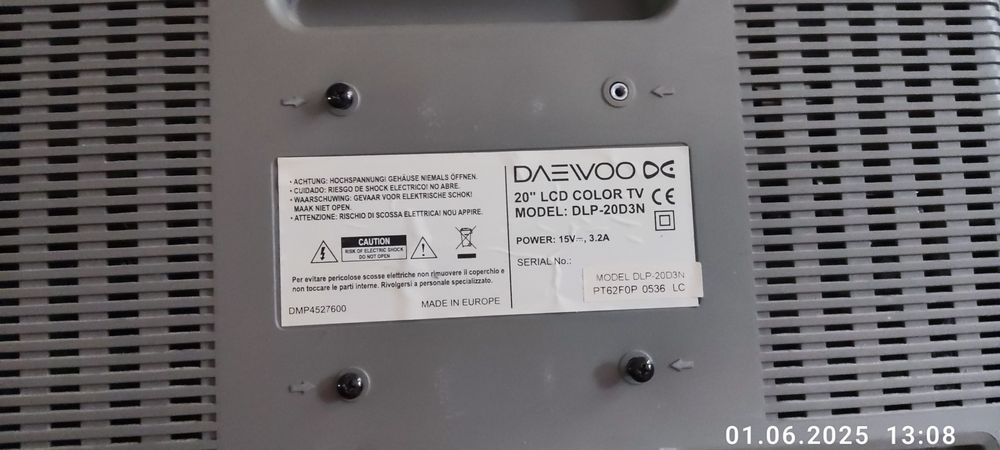 • ACHTUNG: HOCHSPANNUNG! GEHÄUSE NIEMALS ÖFFNEN.
• CUIDADO: RIESGO DE SHOCK ELECTRICO! NO ABRE.
• WAARSCHUWING: GEVAAR VOOR ELEKTRISCHE SCHOK!
MAAK NIET OPEN.
• ATTENZIONE: RISCHIO DI SCOSSA ELETTRICA! NOU APPIRE.
CAUTION
RISK OF ELECTRIC SHOCK
DO NOT OPEN
Per evitare pericolose scosse elettriche non rimuovere il coperchio e
non toccare le parti interne. Rivolgersi a personale specializzato.
DMP4527600
MADE IN EUROPE
DAEWOO
20" LCD COLOR TV
CE
MODEL: DLP-20D3N
POWER: 15V⎓, 3.2A
SERIAL No.:
MODEL DLP-20D3N
PT62F0P 0536 LC
01.06.2025 13:08